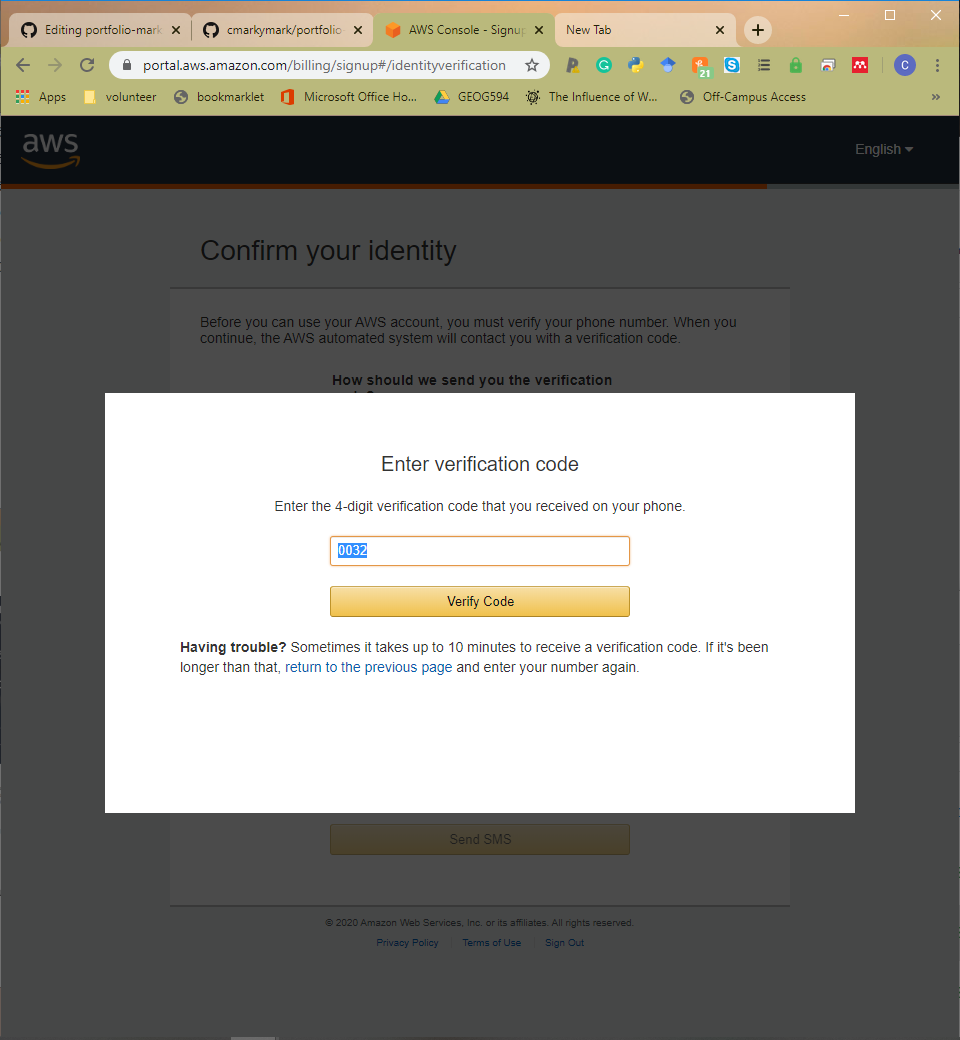 Editing portfolio-mark
cmarkymark/portfolio
AWS Console - Signup
New Tab
portal.aws.amazon.com/billing/signup#/identityverification
21
C
Apps
volunteer
bookmarklet
Microsoft Office Ho...
GEOG594
The Influence of W...
Off-Campus Access
»
aws
English
Confirm your identity
Before you can use your AWS account, you must verify your phone number. When you
continue, the AWS automated system will contact you with a verification code.
How should we send you the verification
Enter verification code
Enter the 4-digit verification code that you received on your phone.
0032
Verify Code
Having trouble? Sometimes it takes up to 10 minutes to receive a verification code. If it's been
longer than that, return to the previous page and enter your number again.
Send SMS
© 2020 Amazon Web Services, Inc. or its affiliates. All rights reserved.
Privacy Policy
Terms of Use
Sign Out